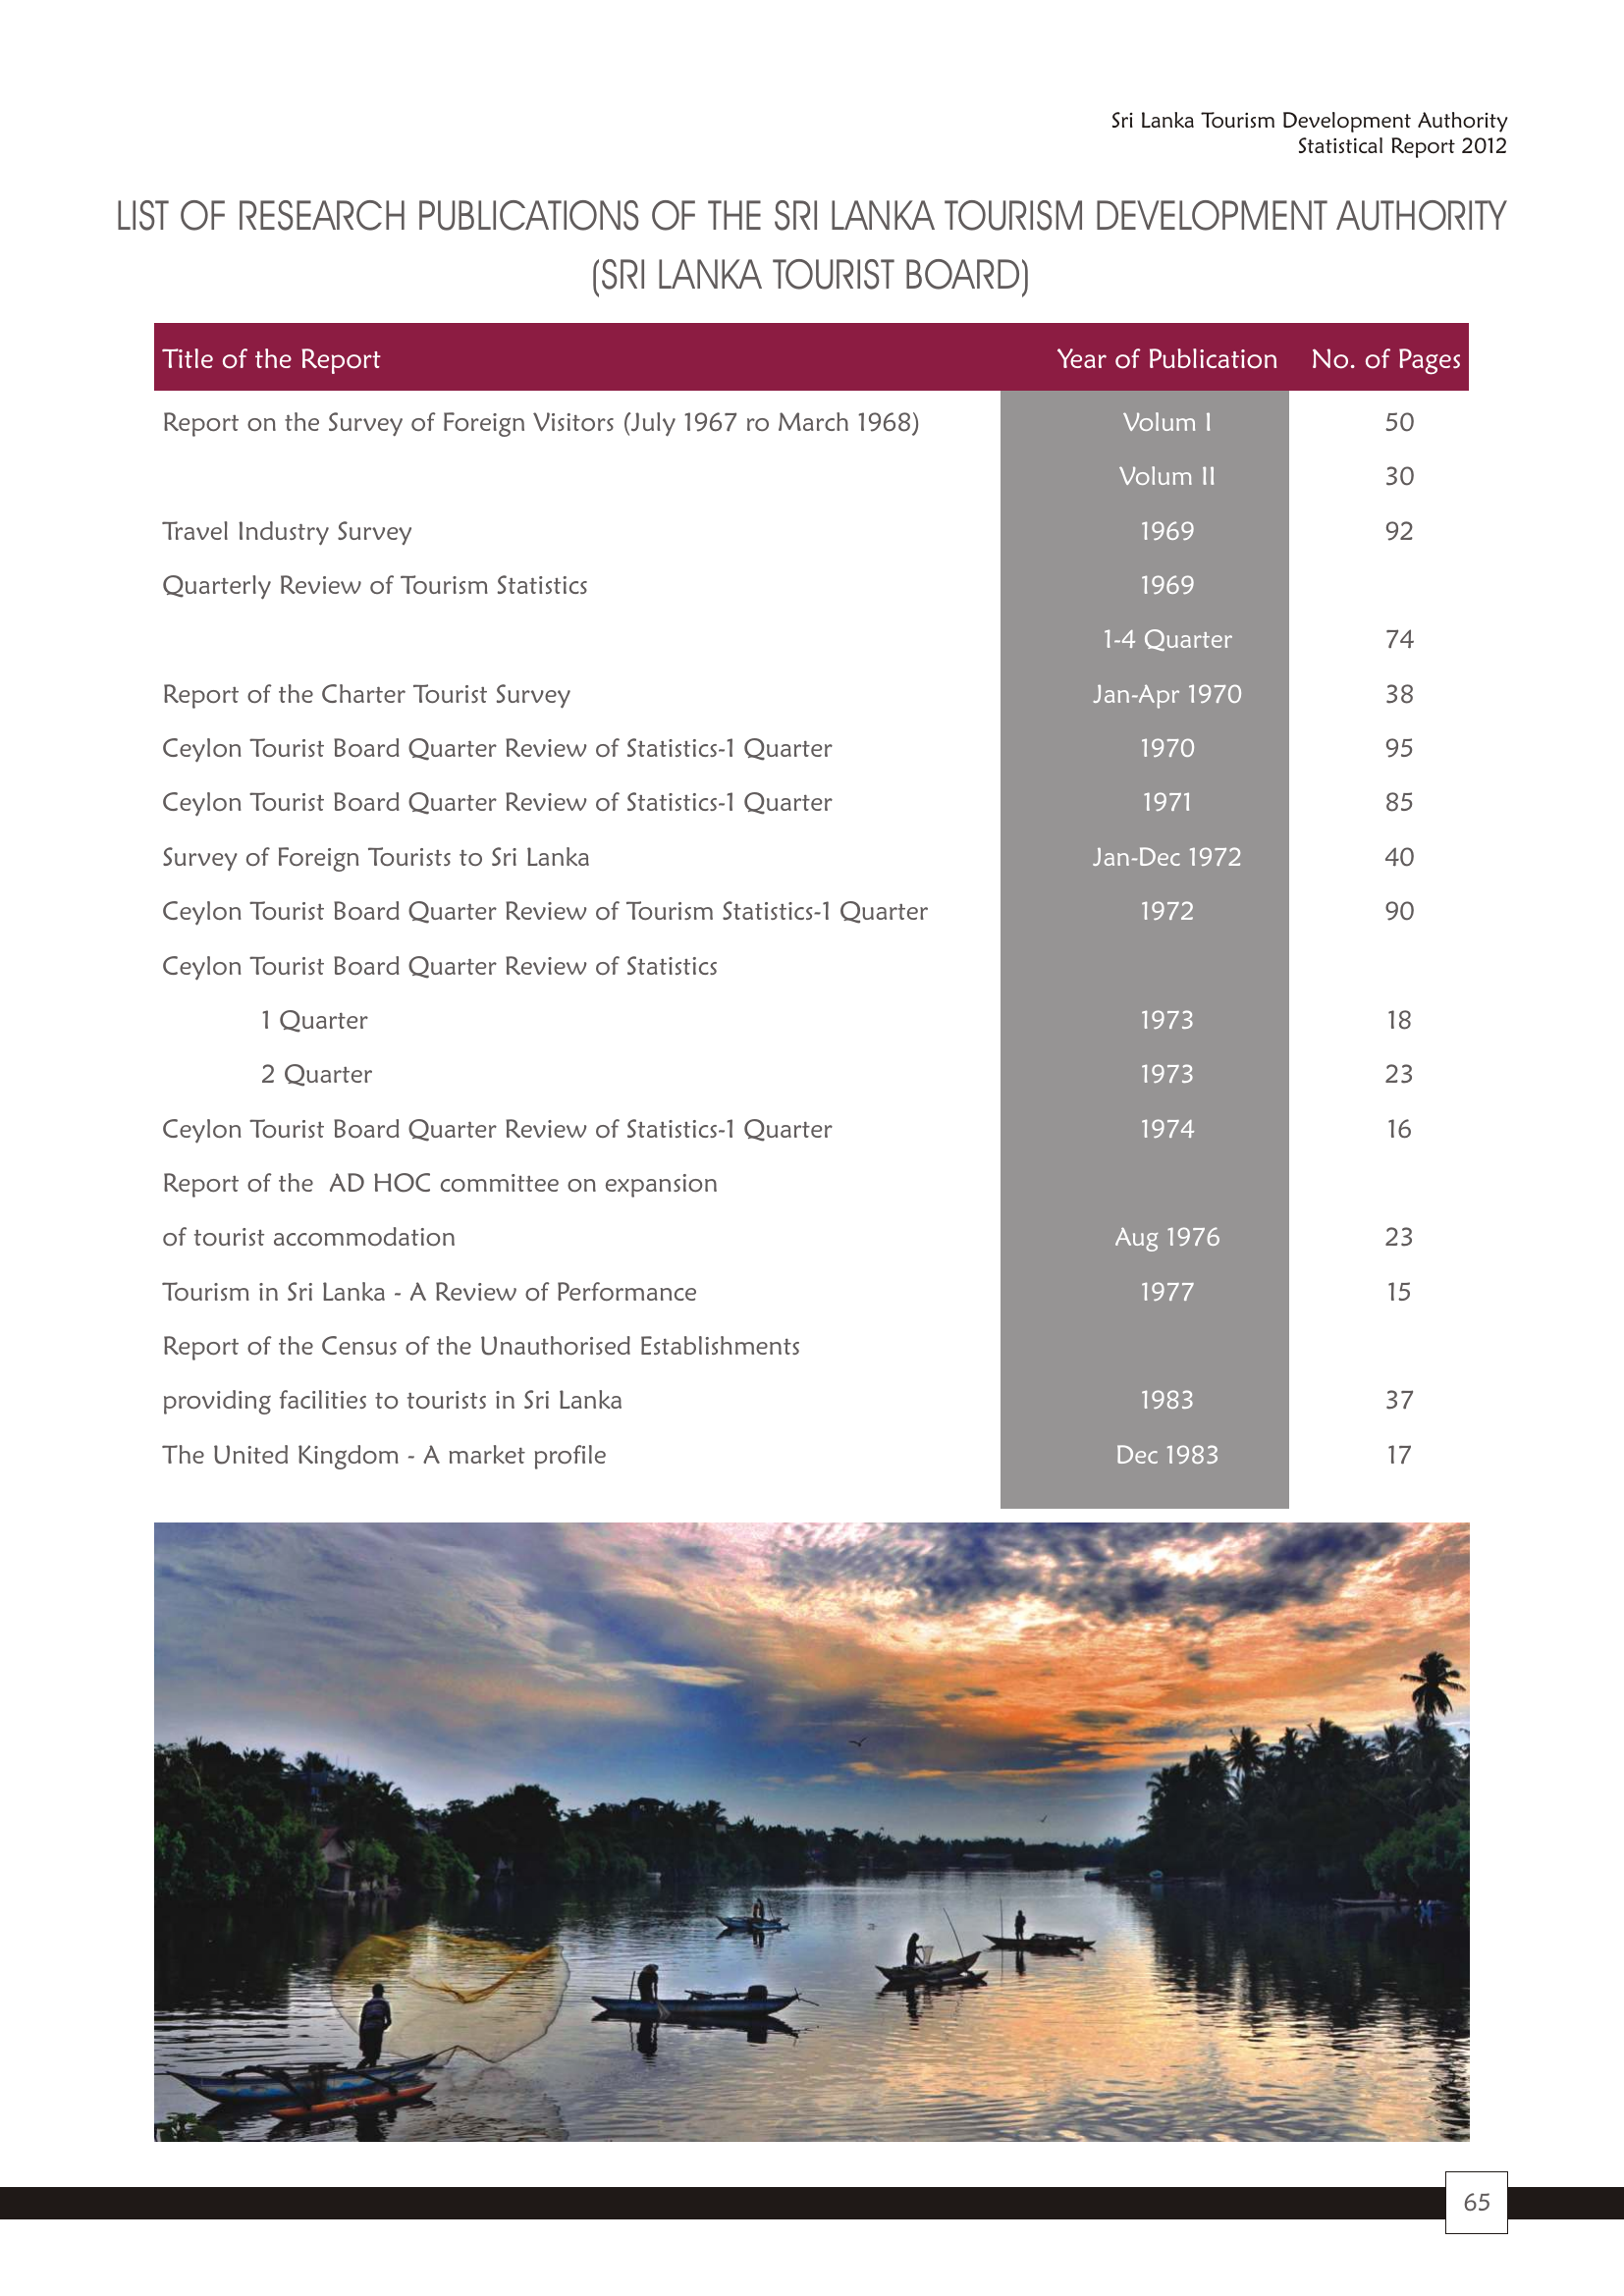 Sri Lanka Tourism Development Authority
Statistical Report 2012
LIST OF RESEARCH PUBLICATIONS OF THE SRI LANKA TOURISM DEVELOPMENT AUTHORITY
(SRI LANKA TOURIST BOARD)
Title of the Report Year of Publication No. of Pages
Report on the Survey of Foreign Visitors (July 1967 ro March 1968) Volum I 50
Volum II 30
Travel Industry Survey 1969 92
Quarterly Review of Tourism Statistics 1969
1-4 Quarter 74
Report of the Charter Tourist Survey Jan-Apr 1970 38
Ceylon Tourist Board Quarter Review of Statistics-1 Quarter 1970 95
Ceylon Tourist Board Quarter Review of Statistics-1 Quarter 1971 85
Survey of Foreign Tourists to Sri Lanka Jan-Dec 1972 40
Ceylon Tourist Board Quarter Review of Tourism Statistics-1 Quarter 1972 90
Ceylon Tourist Board Quarter Review of Statistics
1 Quarter 1973 18
2 Quarter 1973 23
Ceylon Tourist Board Quarter Review of Statistics-1 Quarter 1974 16
Report of the AD HOC committee on expansion
of tourist accommodation Aug 1976 23
Tourism in Sri Lanka - A Review of Performance 1977 15
Report of the Census of the Unauthorised Establishments
providing facilities to tourists in Sri Lanka 1983 37
The United Kingdom - A market profile Dec 1983 17
65